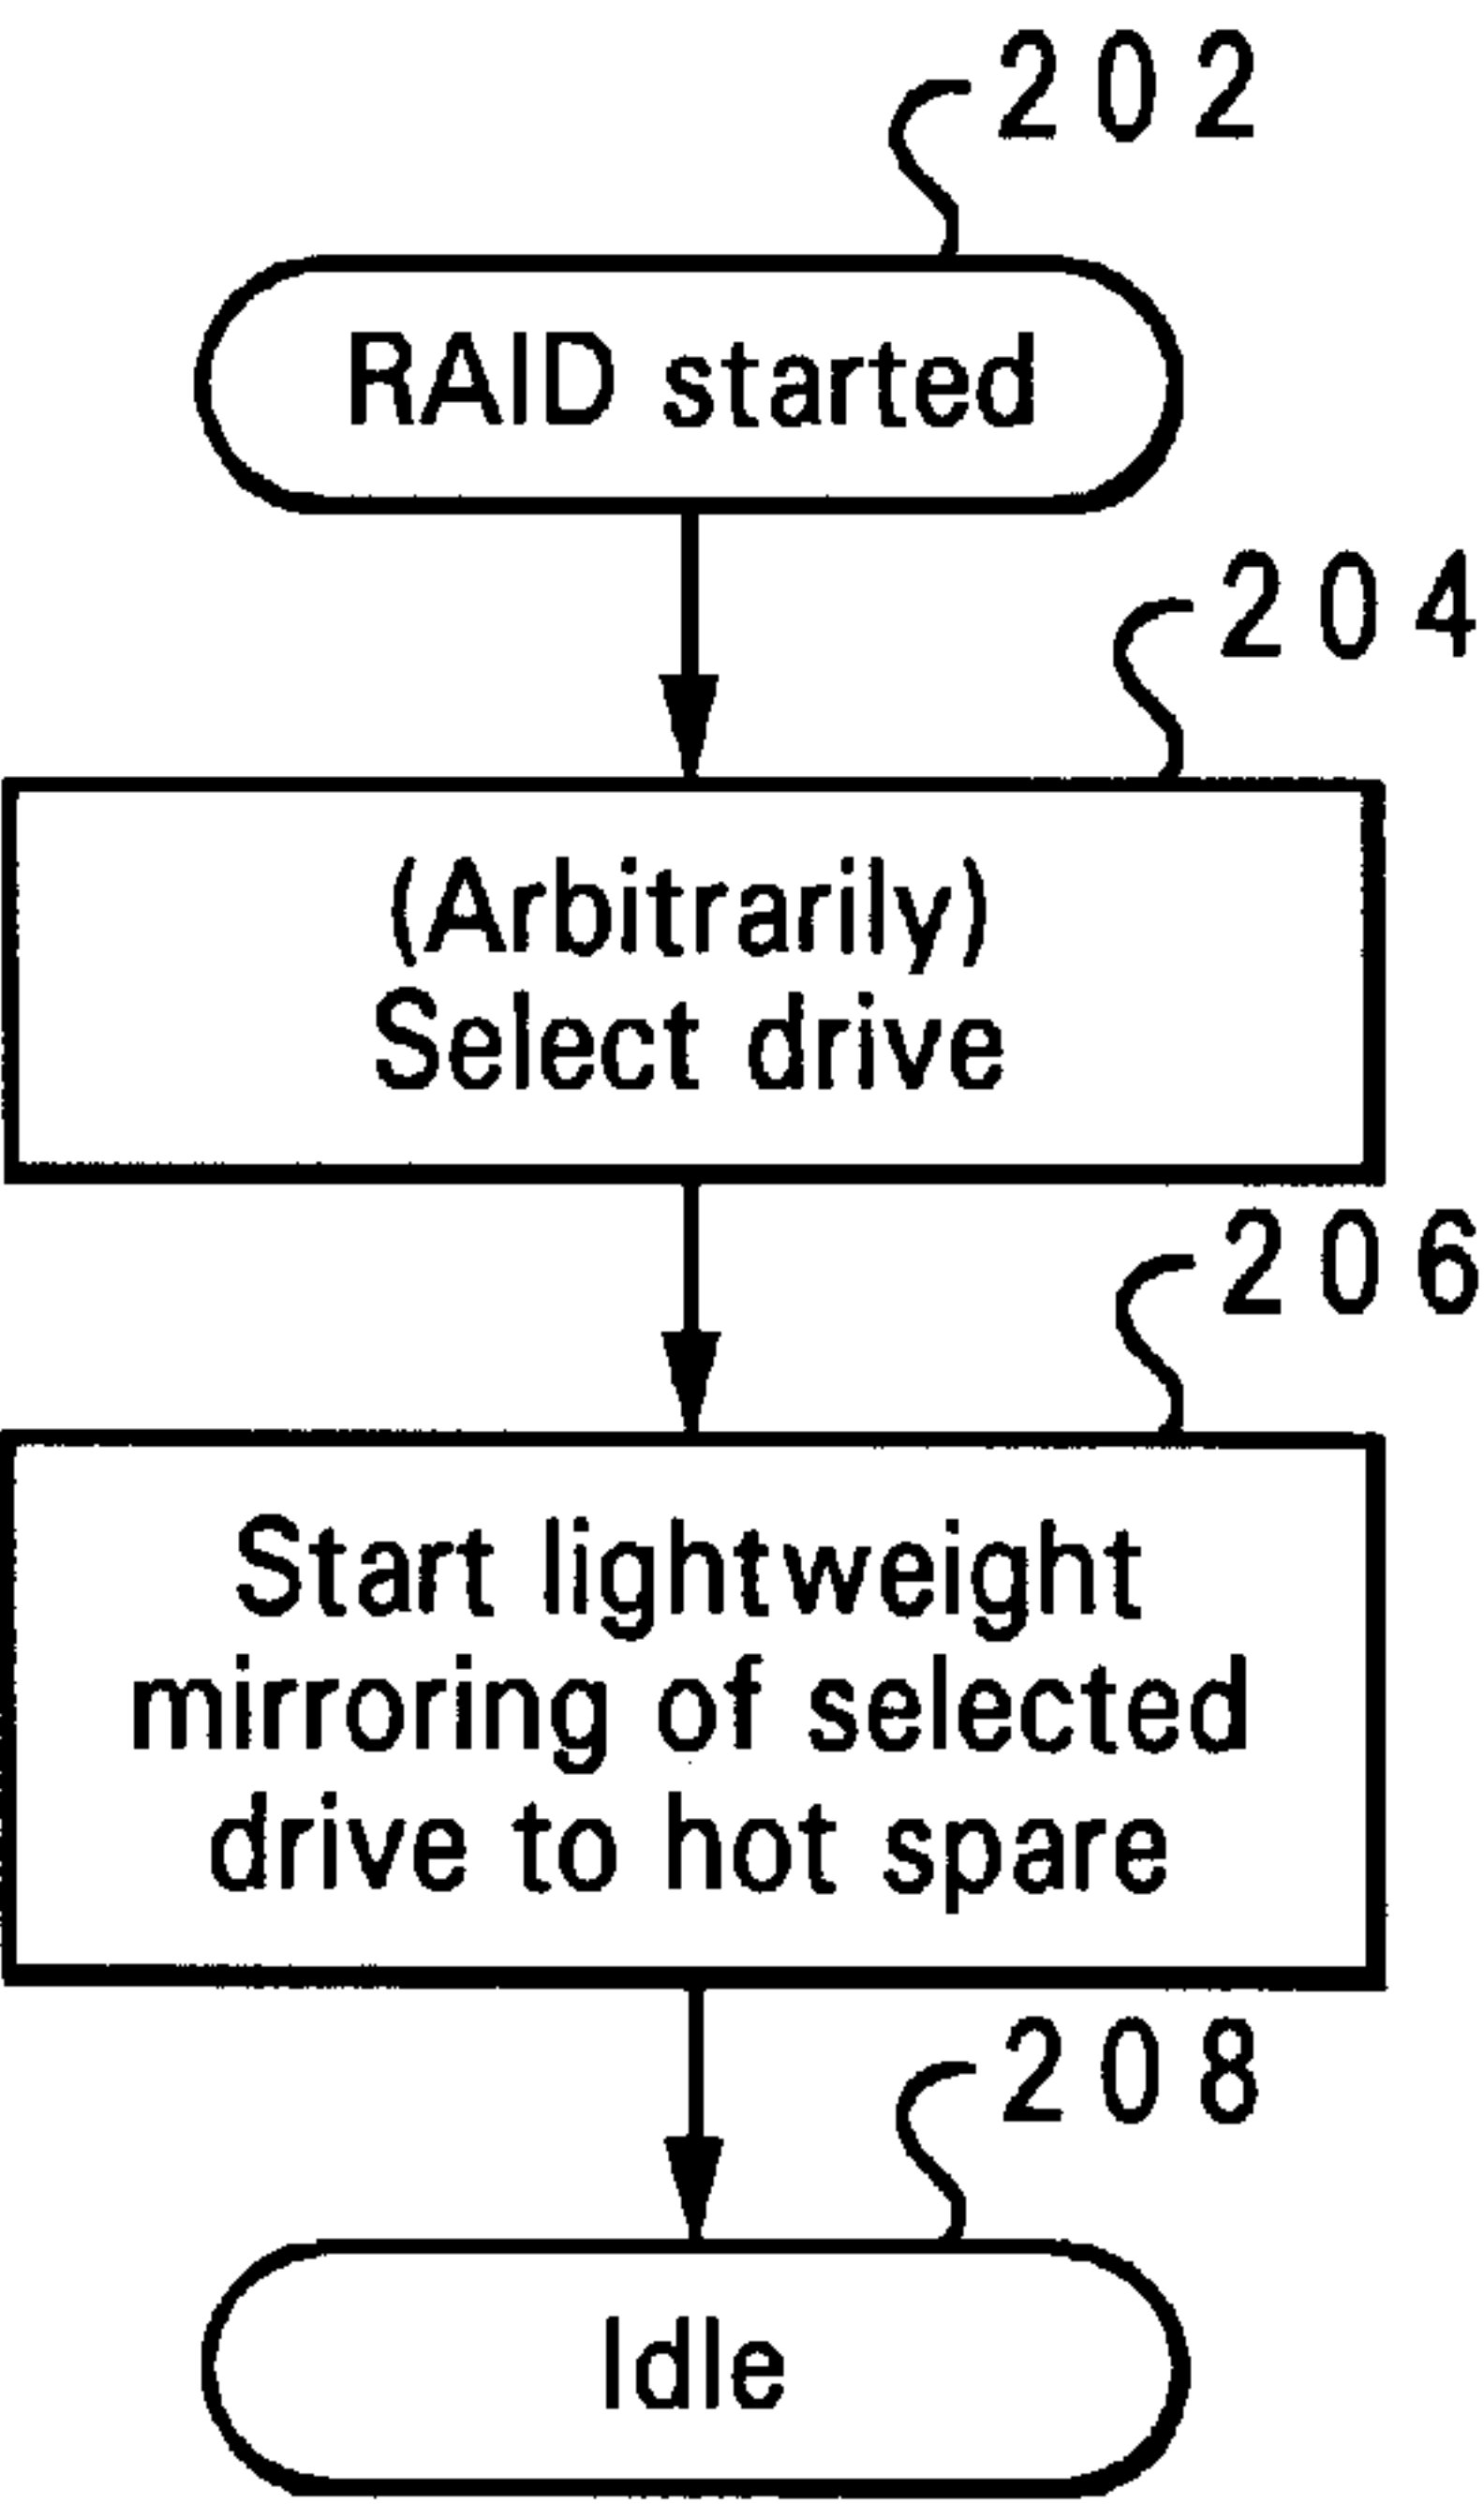 202
RAID started
204
(Arbitrarily)
Select drive
206
Start lightweight
mirroring of selected
drive to hot spare
208
Idle